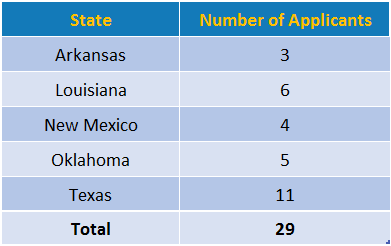 State Number of Applicants
Arkansas 3
Louisiana 6
New Mexico 4
Oklahoma 5
Texas 11
Total 29